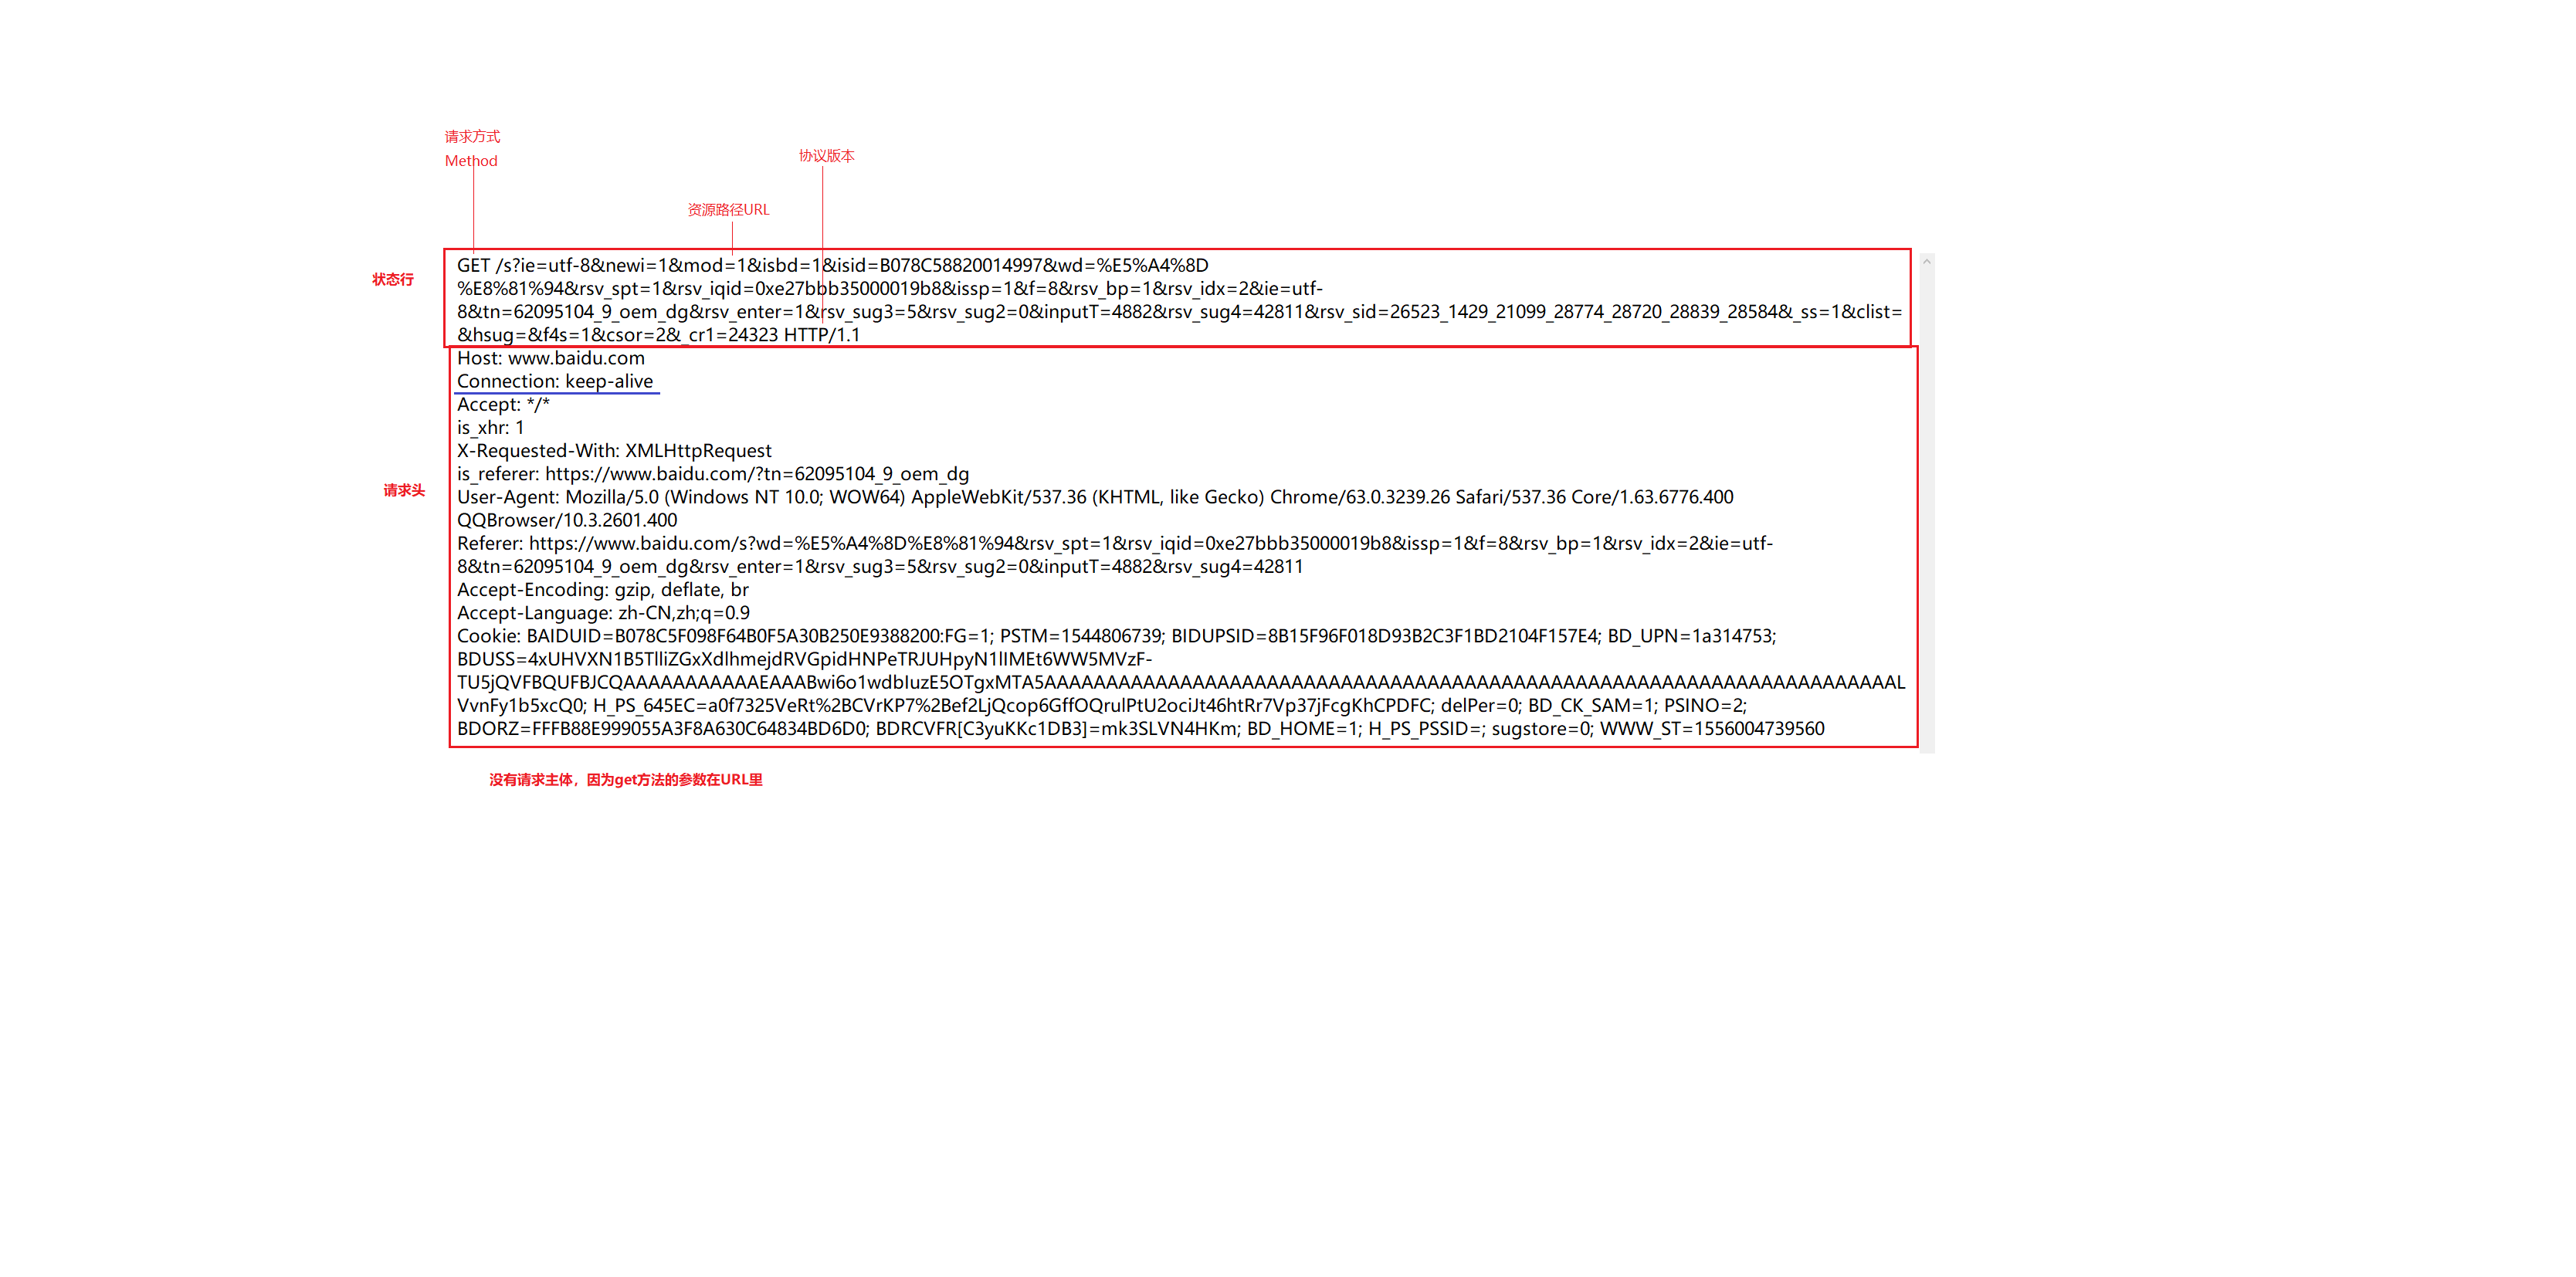 请求方式
Method
协议版本
资源路径URL
状态行
GET /s?ie=utf-8&newi=1&mod=1&isbd=1&isid=B078C58820014997&wd=%E5%A4%8D
%E8%81%94&rsv_spt=1&rsv_iqid=0xe27bbb35000019b8&issp=1&f=8&rsv_bp=1&rsv_idx=2&ie=utf-
8&tn=62095104_9_oem_dg&rsv_enter=1&rsv_sug3=5&rsv_sug2=0&inputT=4882&rsv_sug4=42811&rsv_sid=26523_1429_21099_28774_28720_28839_28584&_ss=1&clist=
&hsug=&f4s=1&csor=2&_cr1=24323 HTTP/1.1
Host: www.baidu.com
Connection: keep-alive
Accept: */*
is_xhr: 1
X-Requested-With: XMLHttpRequest
is_referer: https://www.baidu.com/?tn=62095104_9_oem_dg
请求头
User-Agent: Mozilla/5.0 (Windows NT 10.0; WOW64) AppleWebKit/537.36 (KHTML, like Gecko) Chrome/63.0.3239.26 Safari/537.36 Core/1.63.6776.400
QQBrowser/10.3.2601.400
Referer: https://www.baidu.com/s?wd=%E5%A4%8D%E8%81%94&rsv_spt=1&rsv_iqid=0xe27bbb35000019b8&issp=1&f=8&rsv_bp=1&rsv_idx=2&ie=utf-
8&tn=62095104_9_oem_dg&rsv_enter=1&rsv_sug3=5&rsv_sug2=0&inputT=4882&rsv_sug4=42811
Accept-Encoding: gzip, deflate, br
Accept-Language: zh-CN,zh;q=0.9
Cookie: BAIDUID=B078C5F098F64B0F5A30B250E9388200:FG=1; PSTM=1544806739; BIDUPSID=8B15F96F018D93B2C3F1BD2104F157E4; BD_UPN=1a314753;
BDUSS=4xUHVXN1B5TlliZGxXdlhmejdRVGpidHNPeTRJUHpyN1lIMEt6WW5MVzF-
TU5jQVFBQUFBJCQAAAAAAAAAAAEAAABwi6o1wdbIuzE5OTgxMTA5AAAAAAAAAAAAAAAAAAAAAAAAAAAAAAAAAAAAAAAAAAAAAAAAAAAAAAAAAAAAAAAAAAAAAL
VvnFy1b5xcQ0; H_PS_645EC=a0f7325VeRt%2BCVrKP7%2Bef2LjQcop6GffOQrulPtU2ociJt46htRr7Vp37jFcgKhCPDFC; delPer=0; BD_CK_SAM=1; PSINO=2;
BDORZ=FFFB88E999055A3F8A630C64834BD6D0; BDRCVFR[C3yuKKc1DB3]=mk3SLVN4HKm; BD_HOME=1; H_PS_PSSID=; sugstore=0; WWW_ST=1556004739560
没有请求主体，因为get方法的参数在URL里